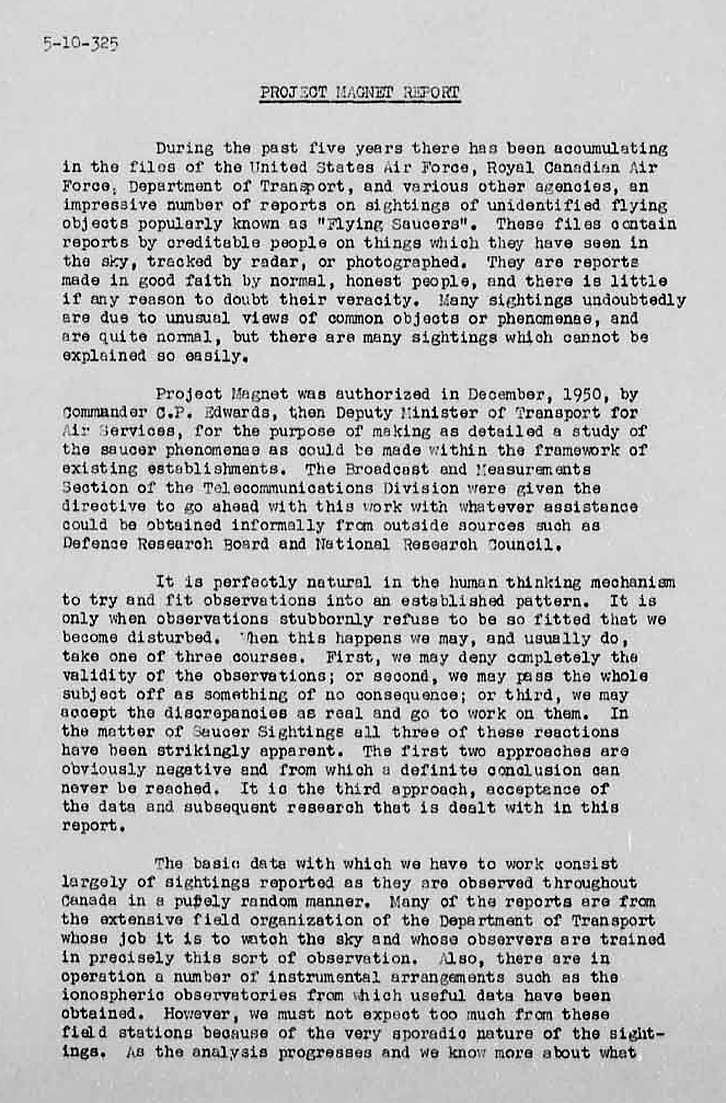 5-10-325
PROJECT MAGNET REPORT
During the past five years there has been accumulating
in the files of the United States Air Force, Royal Canadian Air
Force, Department of Transport, and various other agencies, an
impressive number of reports on sightings of unidentified flying
objects popularly known as "Flying Saucers". These files contain
reports by creditable people on things which they have seen in
the sky, tracked by radar, or photographed. They are reports
made in good faith by normal, honest people, and there is little
if any reason to doubt their veracity. Many sightings undoubtedly
are due to unusual views of common objects or phenomenae, and
are quite normal, but there are many sightings which cannot be
explained so easily.
Project Magnet was authorized in December, 1950, by
Commander C.P. Edwards, then Deputy Minister of Transport for
Air Services, for the purpose of making as detailed a study of
the saucer phenomenae as could be made within the framework of
existing establishments. The Broadcast and Measurements
Section of the Telecommunications Division were given the
directive to go ahead with this work with whatever assistance
could be obtained informally from outside sources such as
Defence Research Board and National Research Council.
It is perfectly natural in the human thinking mechanism
to try and fit observations into an established pattern. It is
only when observations stubbornly refuse to be so fitted that we
become disturbed. When this happens we may, and usually do,
take one of three courses. First, we may deny completely the
validity of the observations; or second, we may pass the whole
subject off as something of no consequence; or third, we may
accept the discrepancies as real and go to work on them. In
the matter of Saucer Sightings all three of these reactions
have been strikingly apparent. The first two approaches are
obviously negative and from which a definite conclusion can
never be reached. It is the third approach, acceptance of
the data and subsequent research that is dealt with in this
report.
The basic data with which we have to work consist
largely of sightings reported as they are observed throughout
Canada in a purely random manner. Many of the reports are from
the extensive field organization of the Department of Transport
whose job it is to watch the sky and whose observers are trained
in precisely this sort of observation. Also, there are in
operation a number of instrumental arrangements such as the
ionospheric observatories from which useful data have been
obtained. However, we must not expect too much from these
field stations because of the very sporadic nature of the sight-
ings. As the analysis progresses and we know more about what